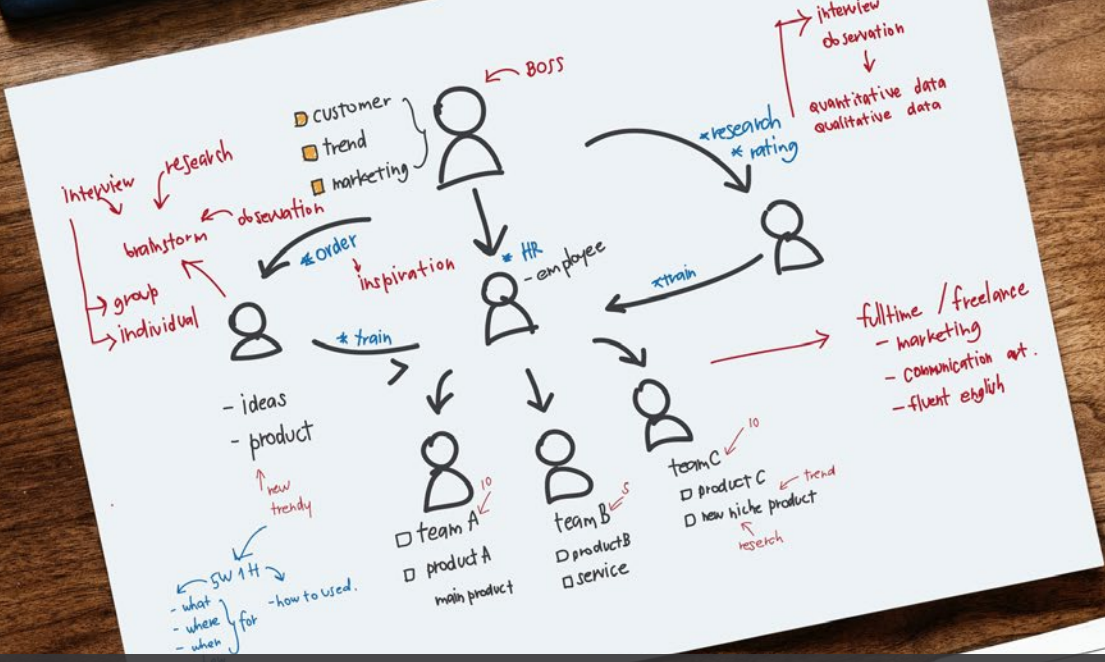 BOSS
customer
trend
marketing
interview
observation
quantitative data
qualitative data
*research
* rating
interview
research
observation
brainstorm
group
individual
*order
inspiration
* HR
- employee
*train
* train
- ideas
- product
new
trendy
5W1H
- what
- where
- when
for
- how to used.
10
team A
product A
main product
5
team B
product B
service
10
team C
product C
new niche product
trend
reserch
fulltime / freelance
- marketing
- communication art.
- fluent english